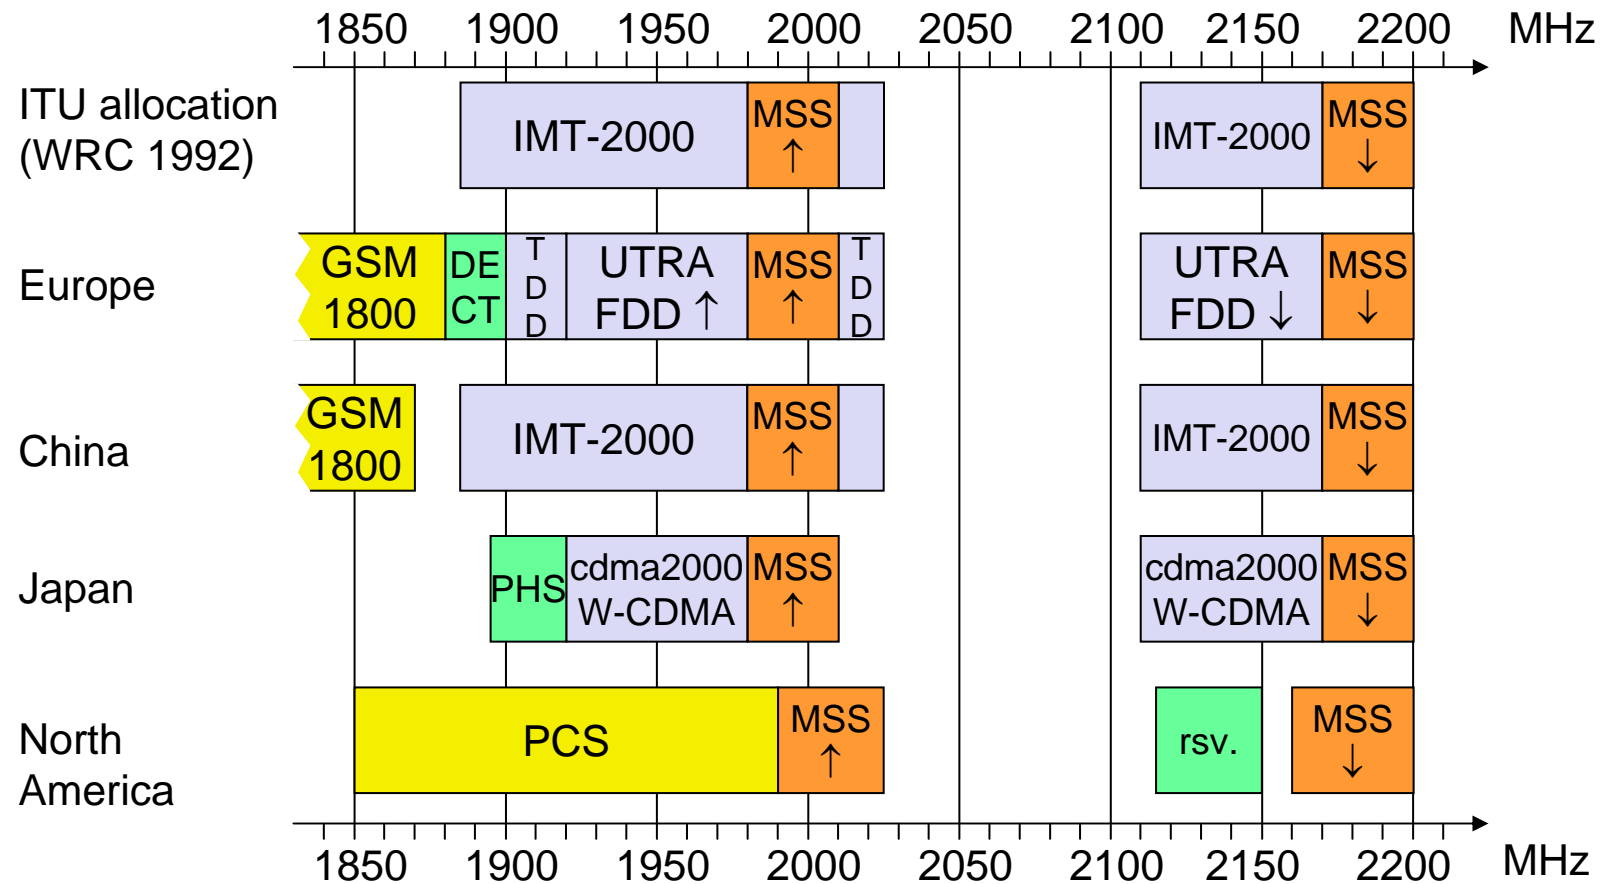 1850 1900 1950 2000 2050 2100 2150 2200 MHz
ITU allocation
(WRC 1992)
IMT-2000
MSS
↑
IMT-2000
MSS
↓
Europe
GSM
1800
DE
CT
T
D
D
UTRA
FDD ↑
MSS
↑
T
D
D
UTRA
FDD ↓
MSS
↓
China
GSM
1800
IMT-2000
MSS
↑
IMT-2000
MSS
↓
Japan
PHS
cdma2000
W-CDMA
MSS
↑
cdma2000
W-CDMA
MSS
↓
North
America
PCS
MSS
↑
rsv.
MSS
↓
1850 1900 1950 2000 2050 2100 2150 2200 MHz